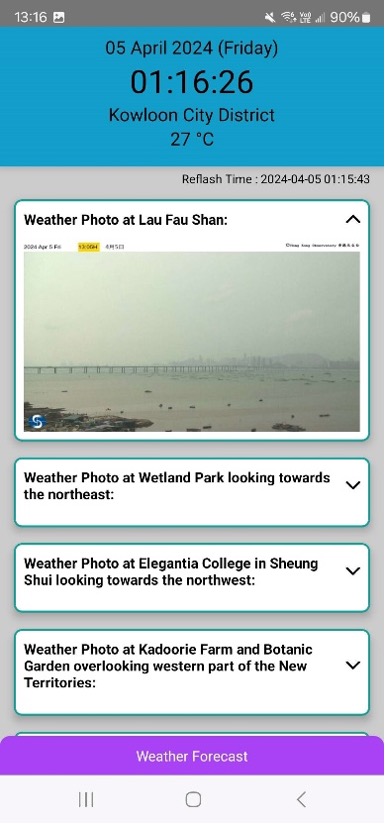 13:16 90%
05 April 2024 (Friday)
01:16:26
Kowloon City District
27 °C
Reflash Time : 2024-04-05 01:15:43
Weather Photo at Lau Fau Shan:
2024 Apr 5 Fri 13:05H 4月5日 ©Hong Kong Observatory 香港天文台
Weather Photo at Wetland Park looking towards
the northeast:
Weather Photo at Elegantia College in Sheung
Shui looking towards the northwest:
Weather Photo at Kadoorie Farm and Botanic
Garden overlooking western part of the New
Territories:
Weather Forecast